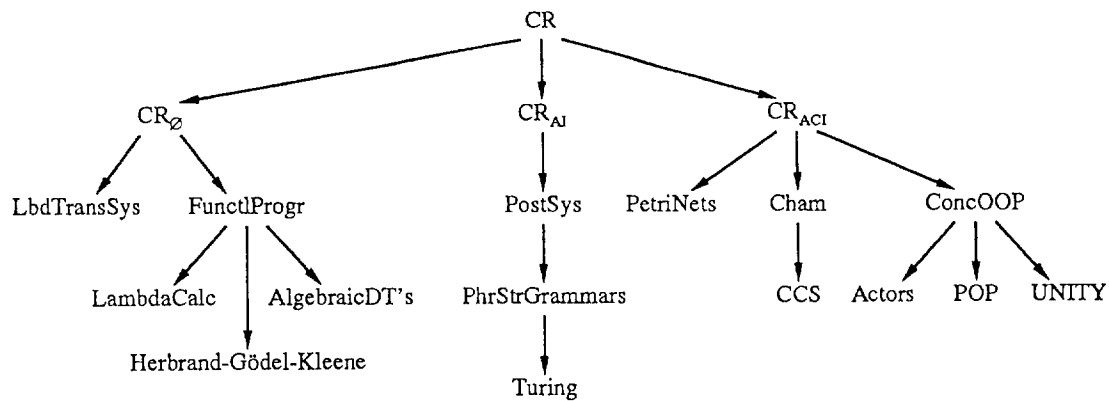 CR
CR∅ CR_AI CR_ACI
LbdTransSys FunctlProgr PostSys PetriNets Cham ConcOOP
LambdaCalc AlgebraicDT's PhrStrGrammars CCS Actors POP UNITY
Herbrand-Gödel-Kleene
Turing